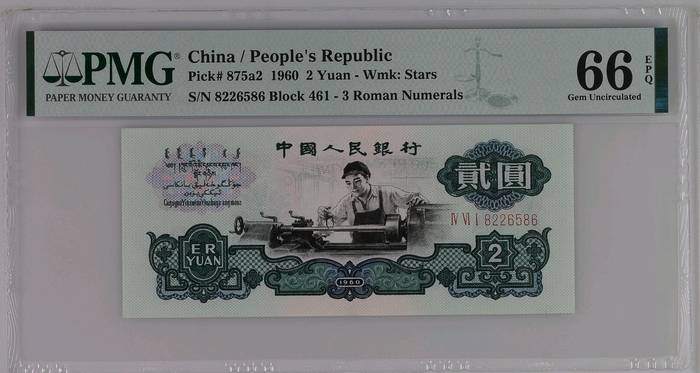 PMG
PAPER MONEY GUARANTY
China / People's Republic
Pick# 875a2 1960 2 Yuan - Wmk: Stars
S/N 8226586 Block 461 - 3 Roman Numerals
66 EPQ
Gem Uncirculated
中國人民銀行
貳圓
IV VI I 8226586
ER
YUAN
2
1960